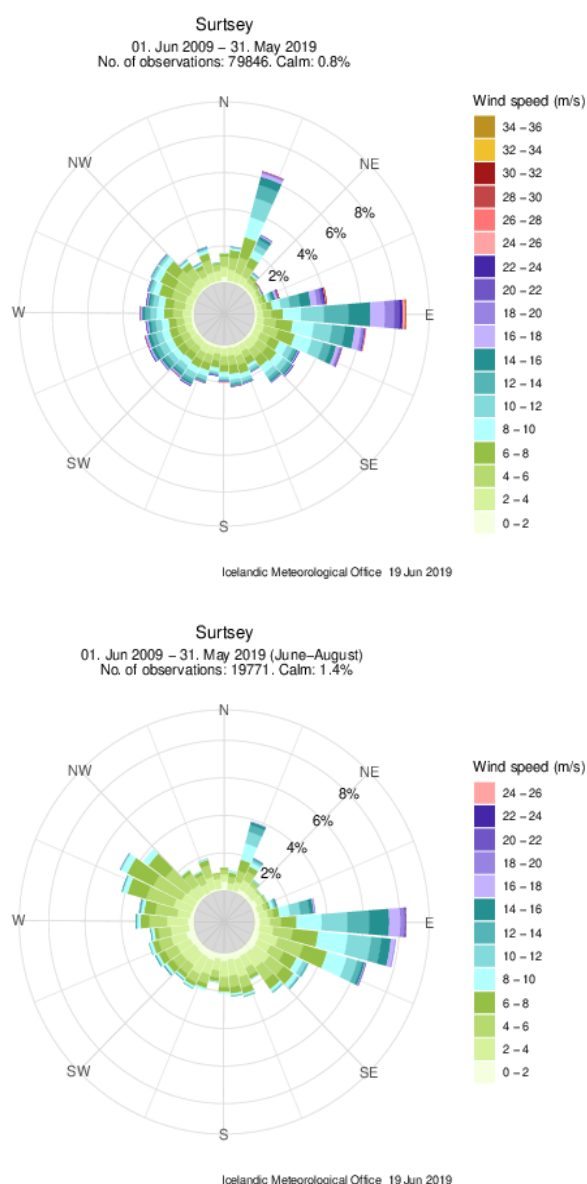 Surtsey
01. Jun 2009 – 31. May 2019
No. of observations: 79846. Calm: 0.8%
Wind speed (m/s)
N
34 – 36
32 – 34
NW
NE
30 – 32
28 – 30
8%
26 – 28
6%
24 – 26
4%
22 – 24
2%
20 – 22
W
E
18 – 20
16 – 18
14 – 16
12 – 14
10 – 12
8 – 10
6 – 8
SW
SE
4 – 6
2 – 4
0 – 2
S
Icelandic Meteorological Office 19 Jun 2019
Surtsey
01. Jun 2009 – 31. May 2019 (June–August)
No. of observations: 19771. Calm: 1.4%
N
Wind speed (m/s)
NW
NE
24 – 26
8%
22 – 24
6%
20 – 22
4%
18 – 20
2%
16 – 18
14 – 16
W
E
12 – 14
10 – 12
8 – 10
6 – 8
4 – 6
2 – 4
SW
SE
0 – 2
S
Icelandic Meteorological Office 19 Jun 2019